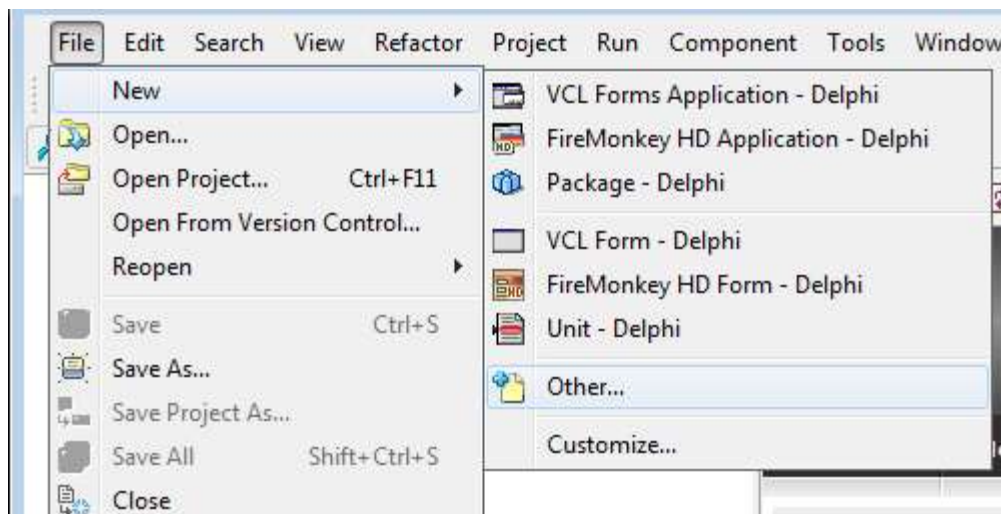 File Edit Search View Refactor Project Run Component Tools Window
New
Open...
Open Project... Ctrl+F11
Open From Version Control...
Reopen
Save Ctrl+S
Save As...
Save Project As...
Save All Shift+Ctrl+S
Close
VCL Forms Application - Delphi
FireMonkey HD Application - Delphi
Package - Delphi
VCL Form - Delphi
FireMonkey HD Form - Delphi
Unit - Delphi
Other...
Customize...